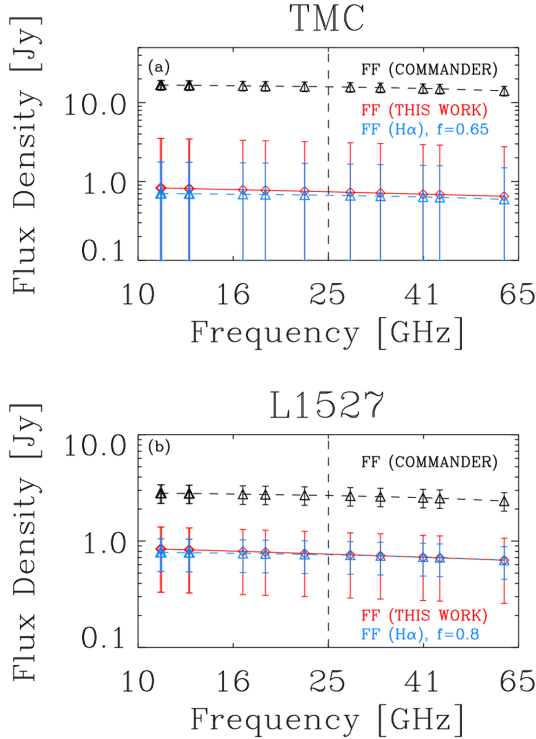 TMC
(a)
FF (COMMANDER)
FF (THIS WORK)
FF (Hα), f=0.65
Flux Density [Jy]
10.0
1.0
0.1
10 16 25 41 65
Frequency [GHz]
L1527
(b)
FF (COMMANDER)
FF (THIS WORK)
FF (Hα), f=0.8
Flux Density [Jy]
10.0
1.0
0.1
10 16 25 41 65
Frequency [GHz]